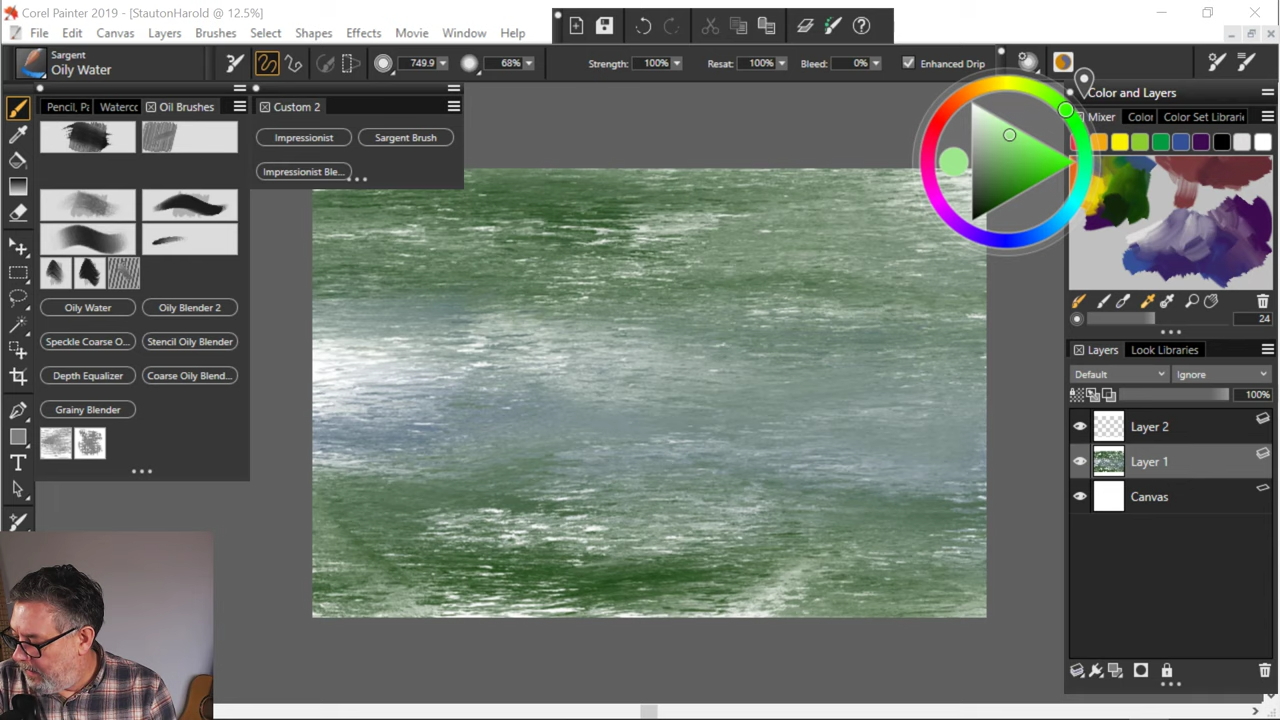 Corel Painter 2019 - [StautonHarold @ 12.5%]
File Edit Canvas Layers Brushes Select Shapes Effects Movie Window Help
Sargent
Oily Water
749.9
68%
Strength: 100%
Resat: 100%
Bleed: 0%
Enhanced Drip
Pencil, Pa
Waterco
Oil Brushes
Custom 2
Impressionist
Sargent Brush
Impressionist Ble...
Oily Water
Oily Blender 2
Speckle Coarse O...
Stencil Oily Blender
Depth Equalizer
Coarse Oily Blend...
Grainy Blender
Color and Layers
Mixer
Color
Color Set Librarie
24
Layers
Look Libraries
Default
Ignore
100%
Layer 2
Layer 1
Canvas